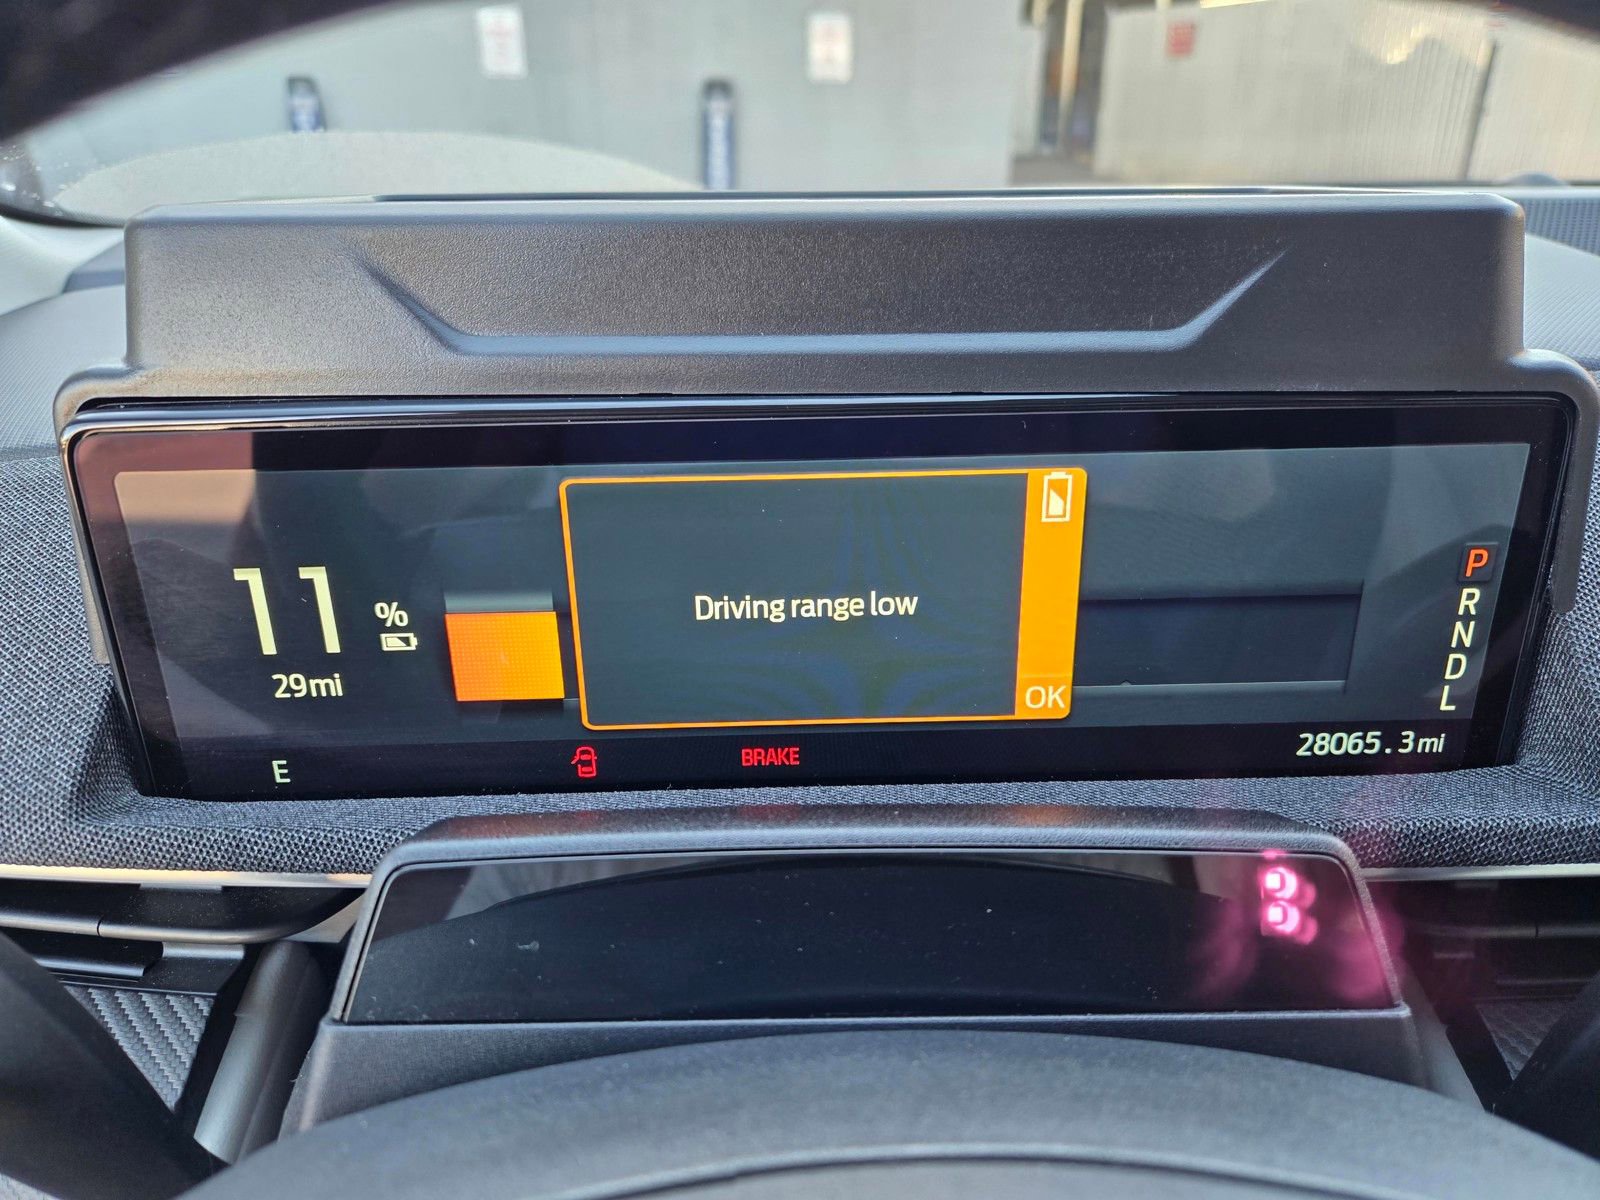 11 %
29mi
E
Driving range low
OK
BRAKE
P
R
N
D
L
28065.3mi